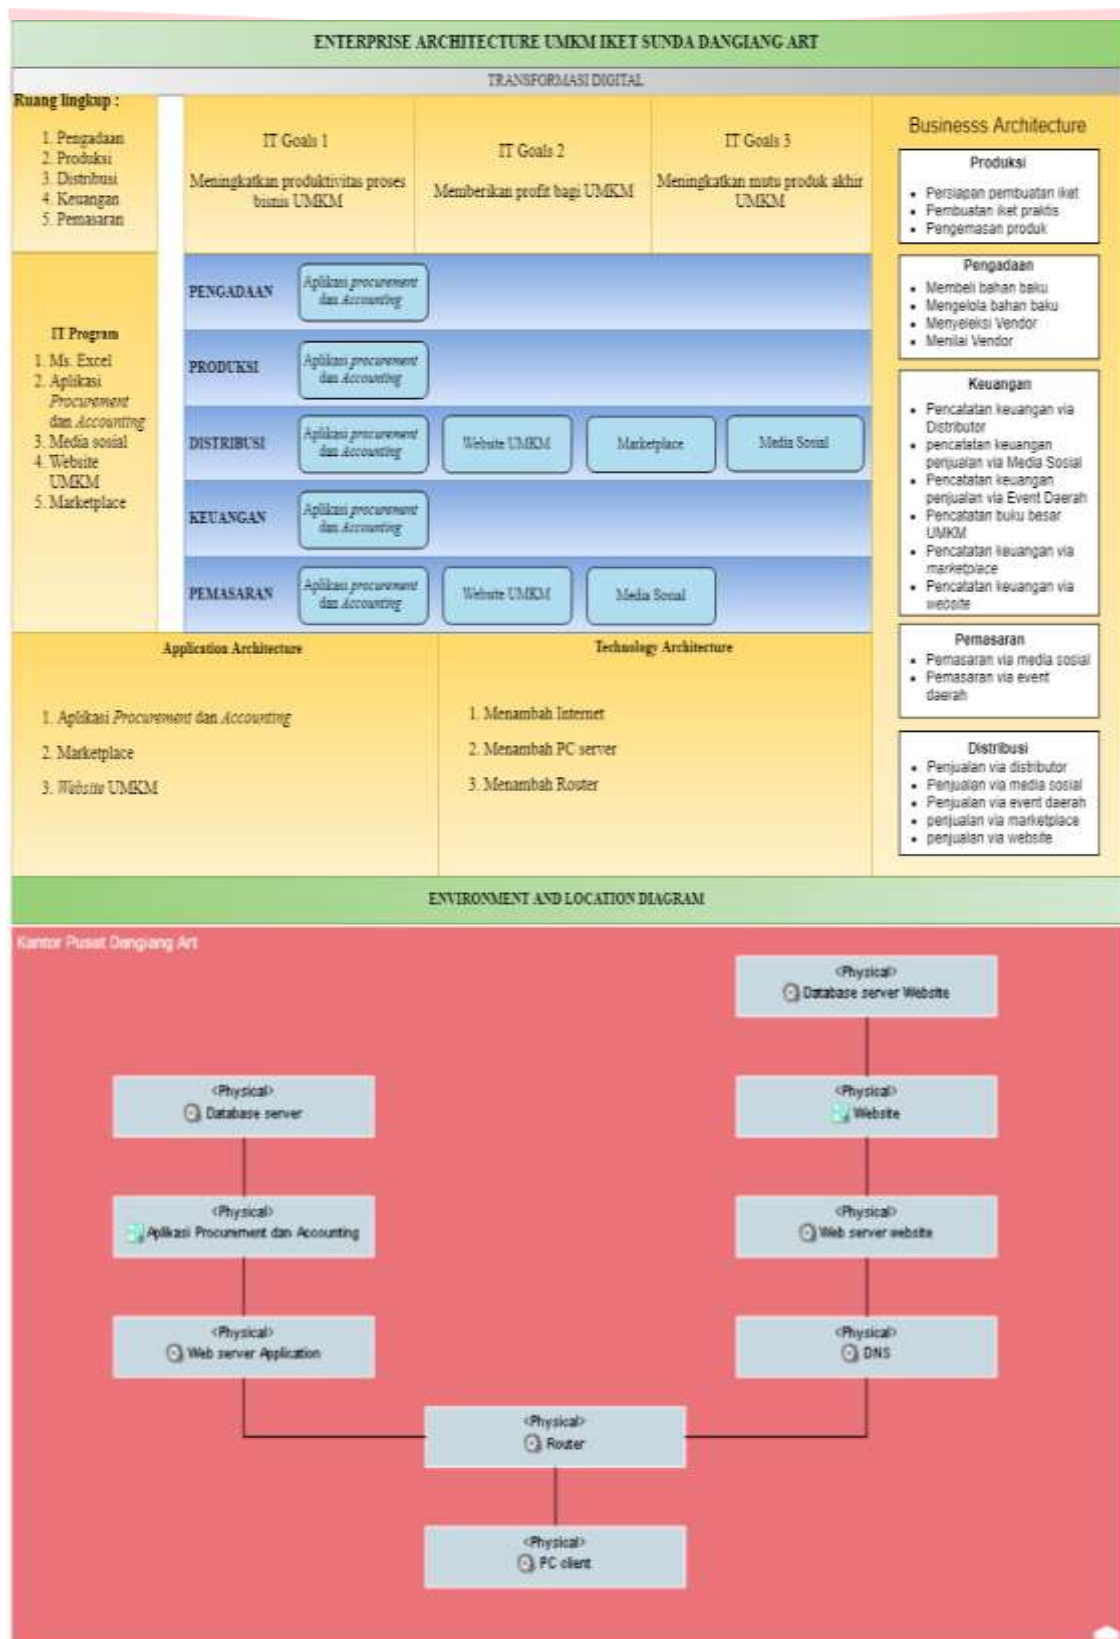 ENTERPRISE ARCHITECTURE UMKM IKET SUNDA DANGIANG ART
TRANSFORMASI DIGITAL
Ruang lingkup :
1. Pengadaan
2. Produksi
3. Distribusi
4. Keuangan
5. Pemasaran
IT Goals 1
Meningkatkan produktivitas proses
bisnis UMKM
IT Goals 2
Memberikan profit bagi UMKM
IT Goals 3
Meningkatkan mutu produk akhir
UMKM
IT Program
1. Ms. Excel
2. Aplikasi
Procurement
dan Accounting
3. Media sosial
4. Website
UMKM
5. Marketplace
PENGADAAN
Aplikasi procurement
dan Accounting
PRODUKSI
Aplikasi procurement
dan Accounting
DISTRIBUSI
Aplikasi procurement
dan Accounting
Website UMKM
Marketplace
Media Sosial
KEUANGAN
Aplikasi procurement
dan Accounting
PEMASARAN
Aplikasi procurement
dan Accounting
Website UMKM
Media Sosial
Application Architecture
1. Aplikasi Procurement dan Accounting
2. Marketplace
3. Website UMKM
Technology Architecture
1. Menambah Internet
2. Menambah PC server
3. Menambah Router
Businesss Architecture
Produksi
• Persiapan pembuatan iket
• Pembuatan iket praktis
• Pengemasan produk
Pengadaan
• Membeli bahan baku
• Mengelola bahan baku
• Menyeleksi Vendor
• Menilai Vendor
Keuangan
• Pencatatan keuangan via
Distributor
• pencatatan keuangan
penjualan via Media Sosial
• Pencatatan keuangan
penjualan via Event Daerah
• Pencatatan buku besar
UMKM
• Pencatatan keuangan via
marketplace
• Pencatatan keuangan via
website
Pemasaran
• Pemasaran via media sosial
• Pemasaran via event
daerah
Distribusi
• Penjualan via distributor
• Penjualan via media sosial
• Penjualan via event daerah
• penjualan via marketplace
• penjualan via website
ENVIRONMENT AND LOCATION DIAGRAM
Kantor Pusat Dangiang Art
<Physical>
Database server Website
<Physical>
Database server
<Physical>
Website
<Physical>
Aplikasi Procurement dan Accounting
<Physical>
Web server website
<Physical>
Web server Application
<Physical>
DNS
<Physical>
Router
<Physical>
PC client